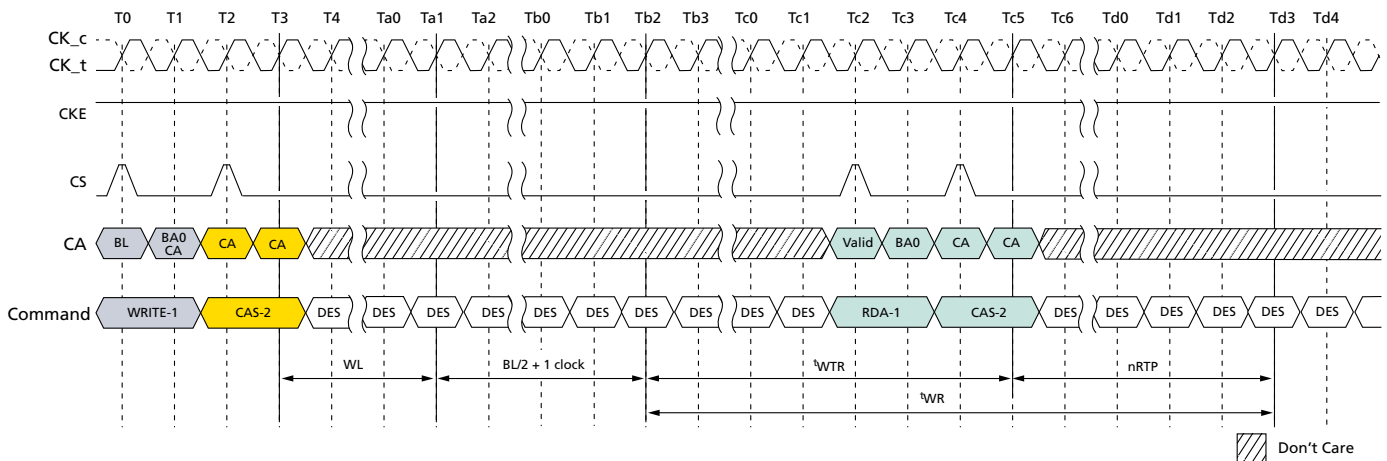 T0 T1 T2 T3 T4 Ta0 Ta1 Ta2 Tb0 Tb1 Tb2 Tb3 Tc0 Tc1 Tc2 Tc3 Tc4 Tc5 Tc6 Td0 Td1 Td2 Td3 Td4
CK_c
CK_t
CKE
CS
CA BL BA0 CA CA CA Valid BA0 CA CA
Command WRITE-1 CAS-2 DES DES DES DES DES DES DES DES DES DES RDA-1 CAS-2 DES DES DES DES DES DES
WL BL/2 + 1 clock tWTR nRTP
tWR
Don't Care